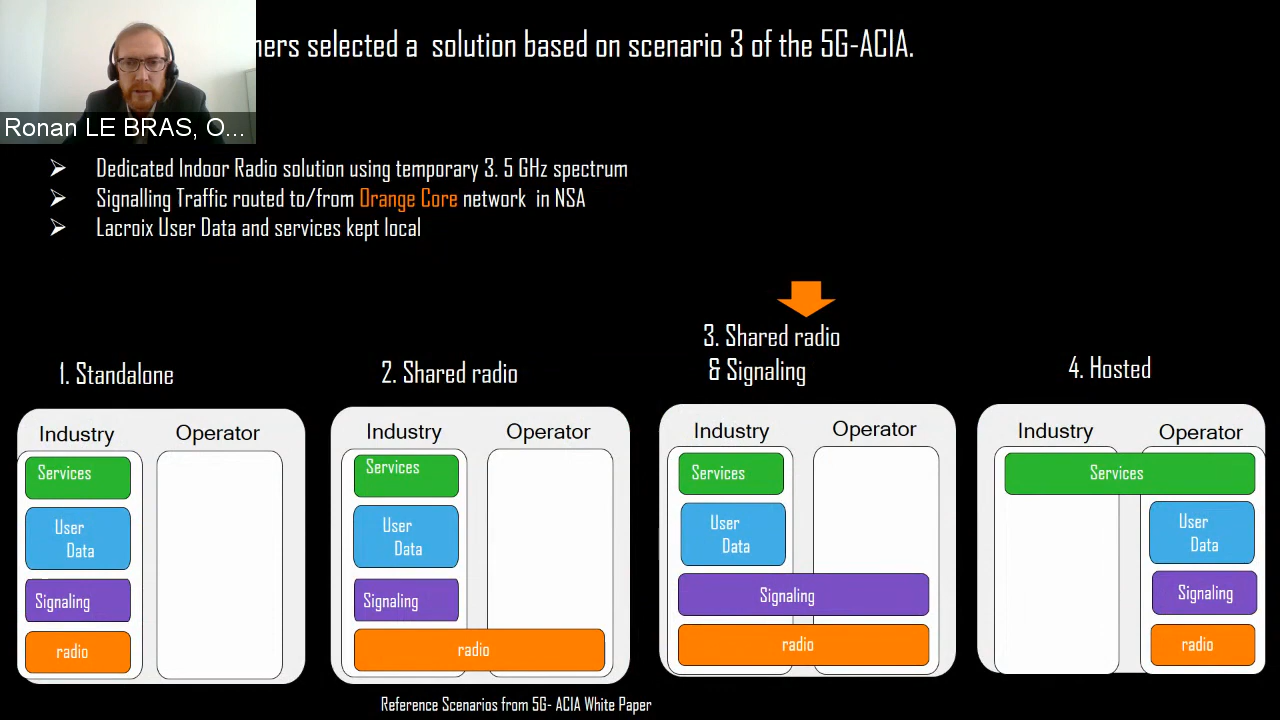 selected a solution based on scenario 3 of the 5G-ACIA.
Ronan LE BRAS, O...
Dedicated Indoor Radio solution using temporary 3. 5 GHz spectrum
Signalling Traffic routed to/from Orange Core network in NSA
Lacroix User Data and services kept local
1. Standalone
2. Shared radio
3. Shared radio
& Signaling
4. Hosted
Industry Operator
Services
User
Data
Signaling
radio
Industry Operator
Services
User
Data
Signaling
radio
Industry Operator
Services
User
Data
Signaling
radio
Industry Operator
Services
User
Data
Signaling
radio
Reference Scenarios from 5G- ACIA White Paper